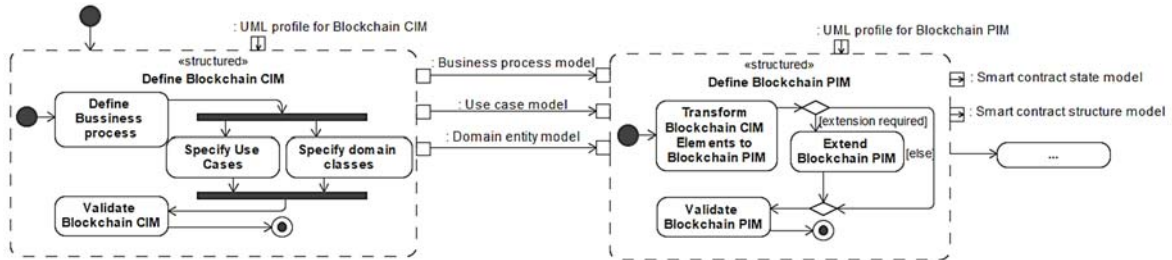 : UML profile for Blockchain CIM
«structured»
Define Blockchain CIM
Define
Bussiness
process
Specify Use
Cases
Specify domain
classes
Validate
Blockchain CIM
: Business process model
: Use case model
: Domain entity model
: UML profile for Blockchain PIM
«structured»
Define Blockchain PIM
Transform
Blockchain CIM
Elements to
Blockchain PIM
[extension required]
Extend
Blockchain PIM
[else]
Validate
Blockchain PIM
: Smart contract state model
: Smart contract structure model
...